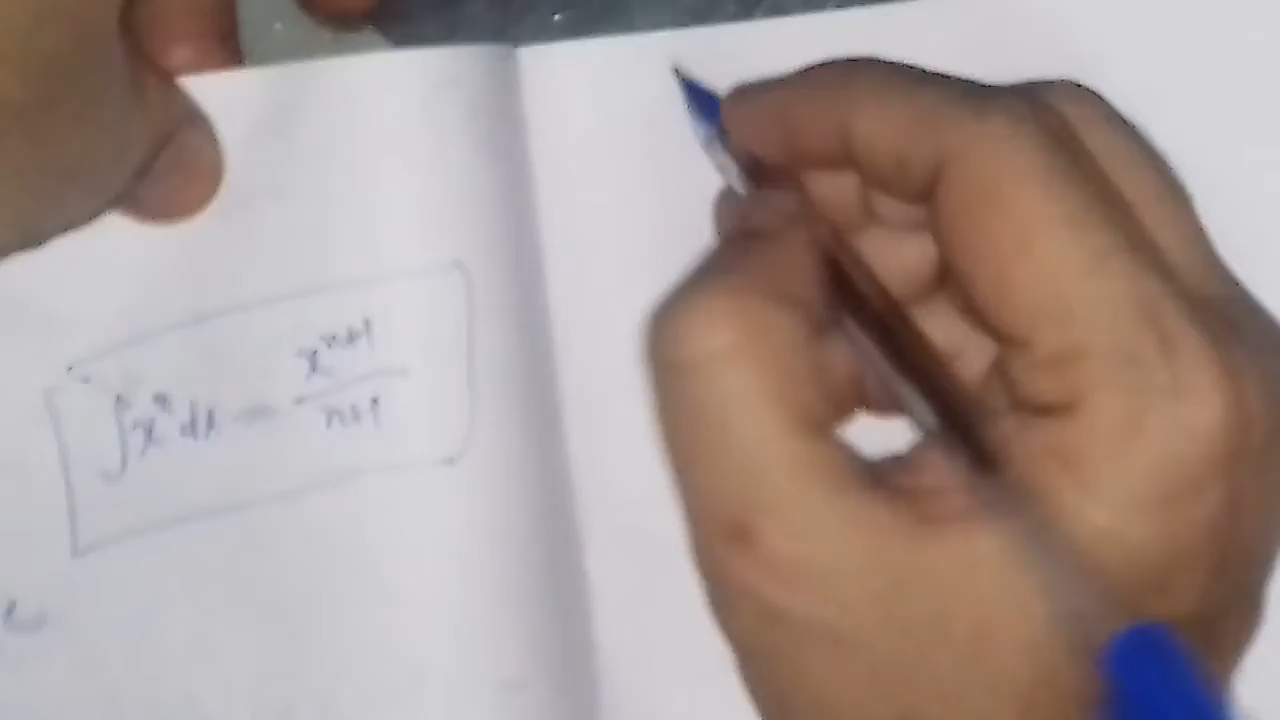 ∫xⁿ dx = xⁿ⁺¹/n+1